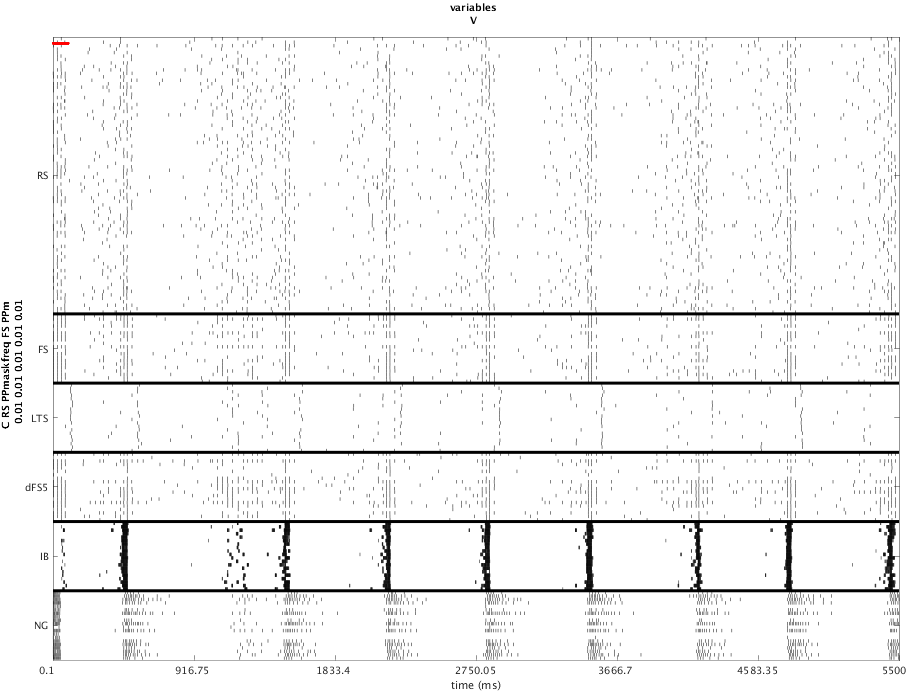 variables
V
RS
FS
LTS
dFS5
IB
NG
C RS PPmaskfreq FS PPm
0.01 0.01 0.01 0.01 0.01
0.1 916.75 1833.4 2750.05 3666.7 4583.35 5500
time (ms)